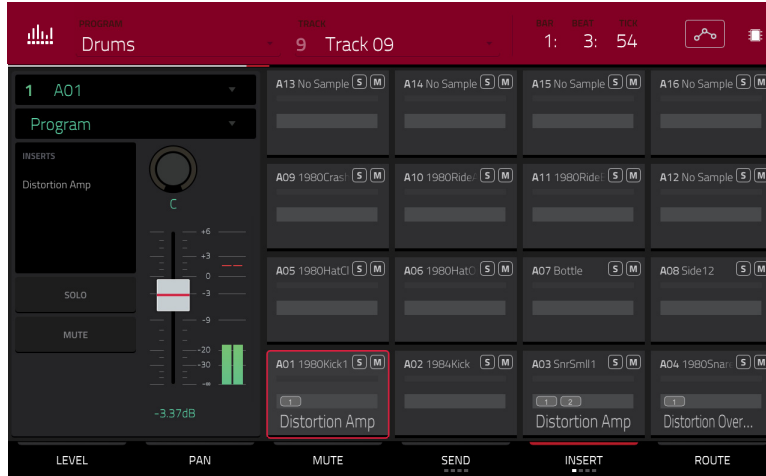 PROGRAM TRACK BAR BEAT TICK
Drums 9 Track 09 1: 3: 54
1 A01
Program
INSERTS
Distortion Amp
C
+6
+3
0
-3
-9
-20
-30
-∞
SOLO
MUTE
-3.37dB
A13 No Sample S M A14 No Sample S M A15 No Sample S M A16 No Sample S M
A09 1980Crash S M A10 1980Ride S M A11 1980Ride S M A12 No Sample S M
A05 1980HatCl S M A06 1980HatO S M A07 Bottle S M A08 Side12 S M
A01 1980Kick1 S M A02 1984Kick S M A03 SnrSmll1 S M A04 1980Snar S M
1 1 2 1
Distortion Amp Distortion Amp Distortion Over...
LEVEL PAN MUTE SEND INSERT ROUTE